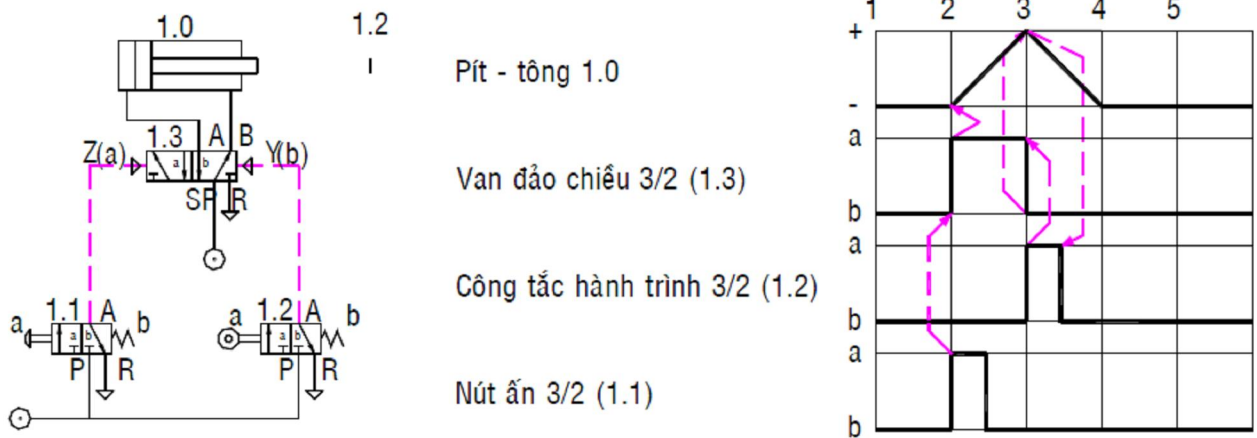 1.0
1.2
1.3
A
B
Z(a)
a
b
Y(b)
S
P
R
1.1
A
a
a
b
b
P
R
1.2
A
a
a
b
b
P
R
Pít - tông 1.0
Van đảo chiều 3/2 (1.3)
Công tắc hành trình 3/2 (1.2)
Nút ấn 3/2 (1.1)
1 2 3 4 5
+
-
a
b
a
b
a
b